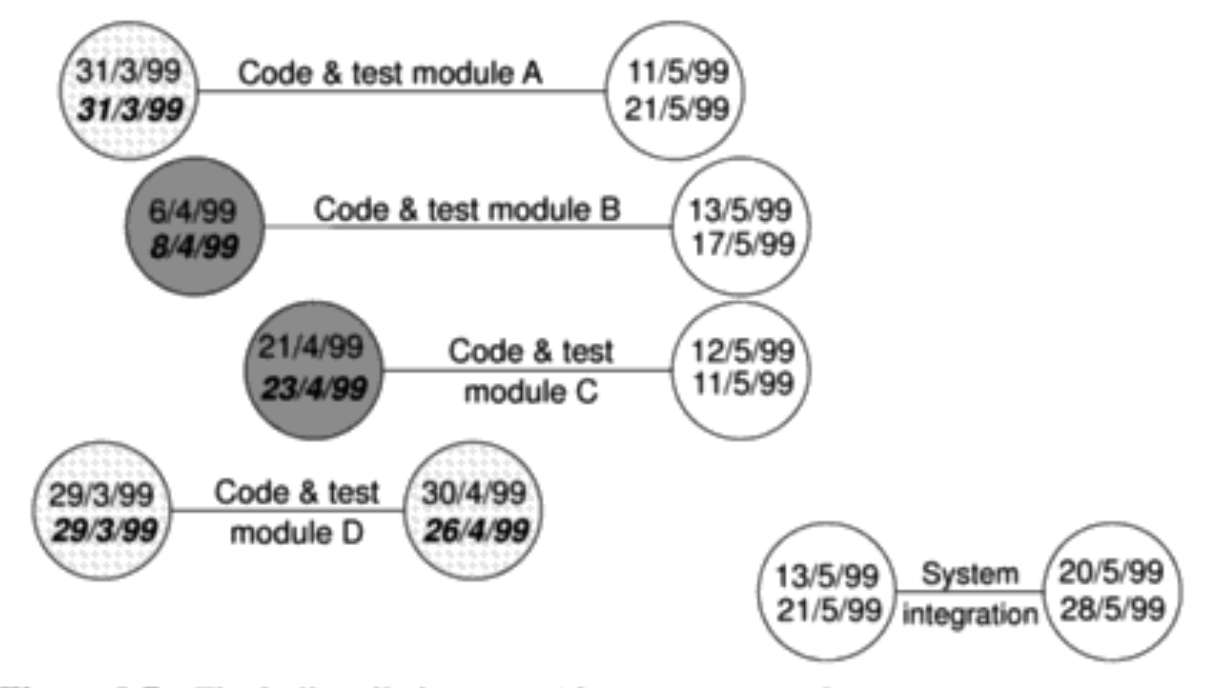 31/3/99 Code & test module A 11/5/99
31/3/99 21/5/99
6/4/99 Code & test module B 13/5/99
8/4/99 17/5/99
21/4/99 Code & test 12/5/99
23/4/99 module C 11/5/99
29/3/99 Code & test 30/4/99
29/3/99 module D 26/4/99
13/5/99 System 20/5/99
21/5/99 integration 28/5/99